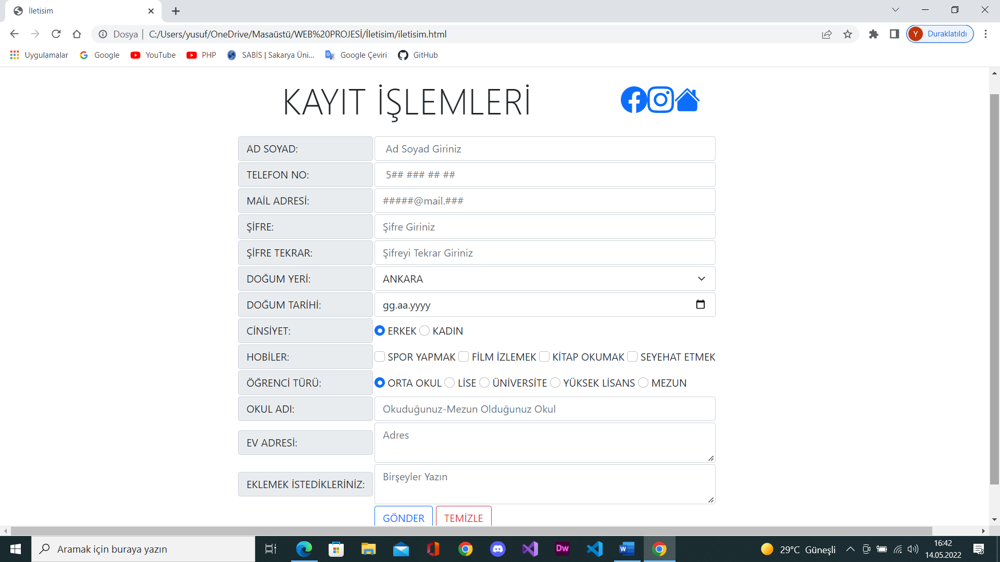 İletisim
Dosya | C:/Users/yusuf/OneDrive/Masaüstü/WEB%20PROJESİ/İletisim/iletisim.html
Y Duraklatıldı
Uygulamalar Google YouTube PHP SABİS | Sakarya Üni... Google Çeviri GitHub
KAYIT İŞLEMLERİ
AD SOYAD: Ad Soyad Giriniz
TELEFON NO: 5## ### ## ##
MAİL ADRESİ: #####@mail.###
ŞİFRE: Şifre Giriniz
ŞİFRE TEKRAR: Şifreyi Tekrar Giriniz
DOĞUM YERİ: ANKARA
DOĞUM TARİHİ: gg.aa.yyyy
CİNSİYET: ERKEK KADIN
HOBİLER: SPOR YAPMAK FİLM İZLEMEK KİTAP OKUMAK SEYEHAT ETMEK
ÖĞRENCİ TÜRÜ: ORTA OKUL LİSE ÜNİVERSİTE YÜKSEK LİSANS MEZUN
OKUL ADI: Okuduğunuz-Mezun Olduğunuz Okul
EV ADRESİ: Adres
EKLEMEK İSTEDİKLERİNİZ: Birşeyler Yazın
GÖNDER TEMİZLE
Aramak için buraya yazın
Dw
29°C Güneşli
16:42
14.05.2022